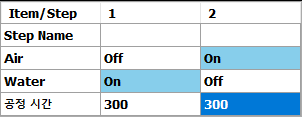 Item/Step 1 2
Step Name
Air Off On
Water On Off
공정 시간 300 300